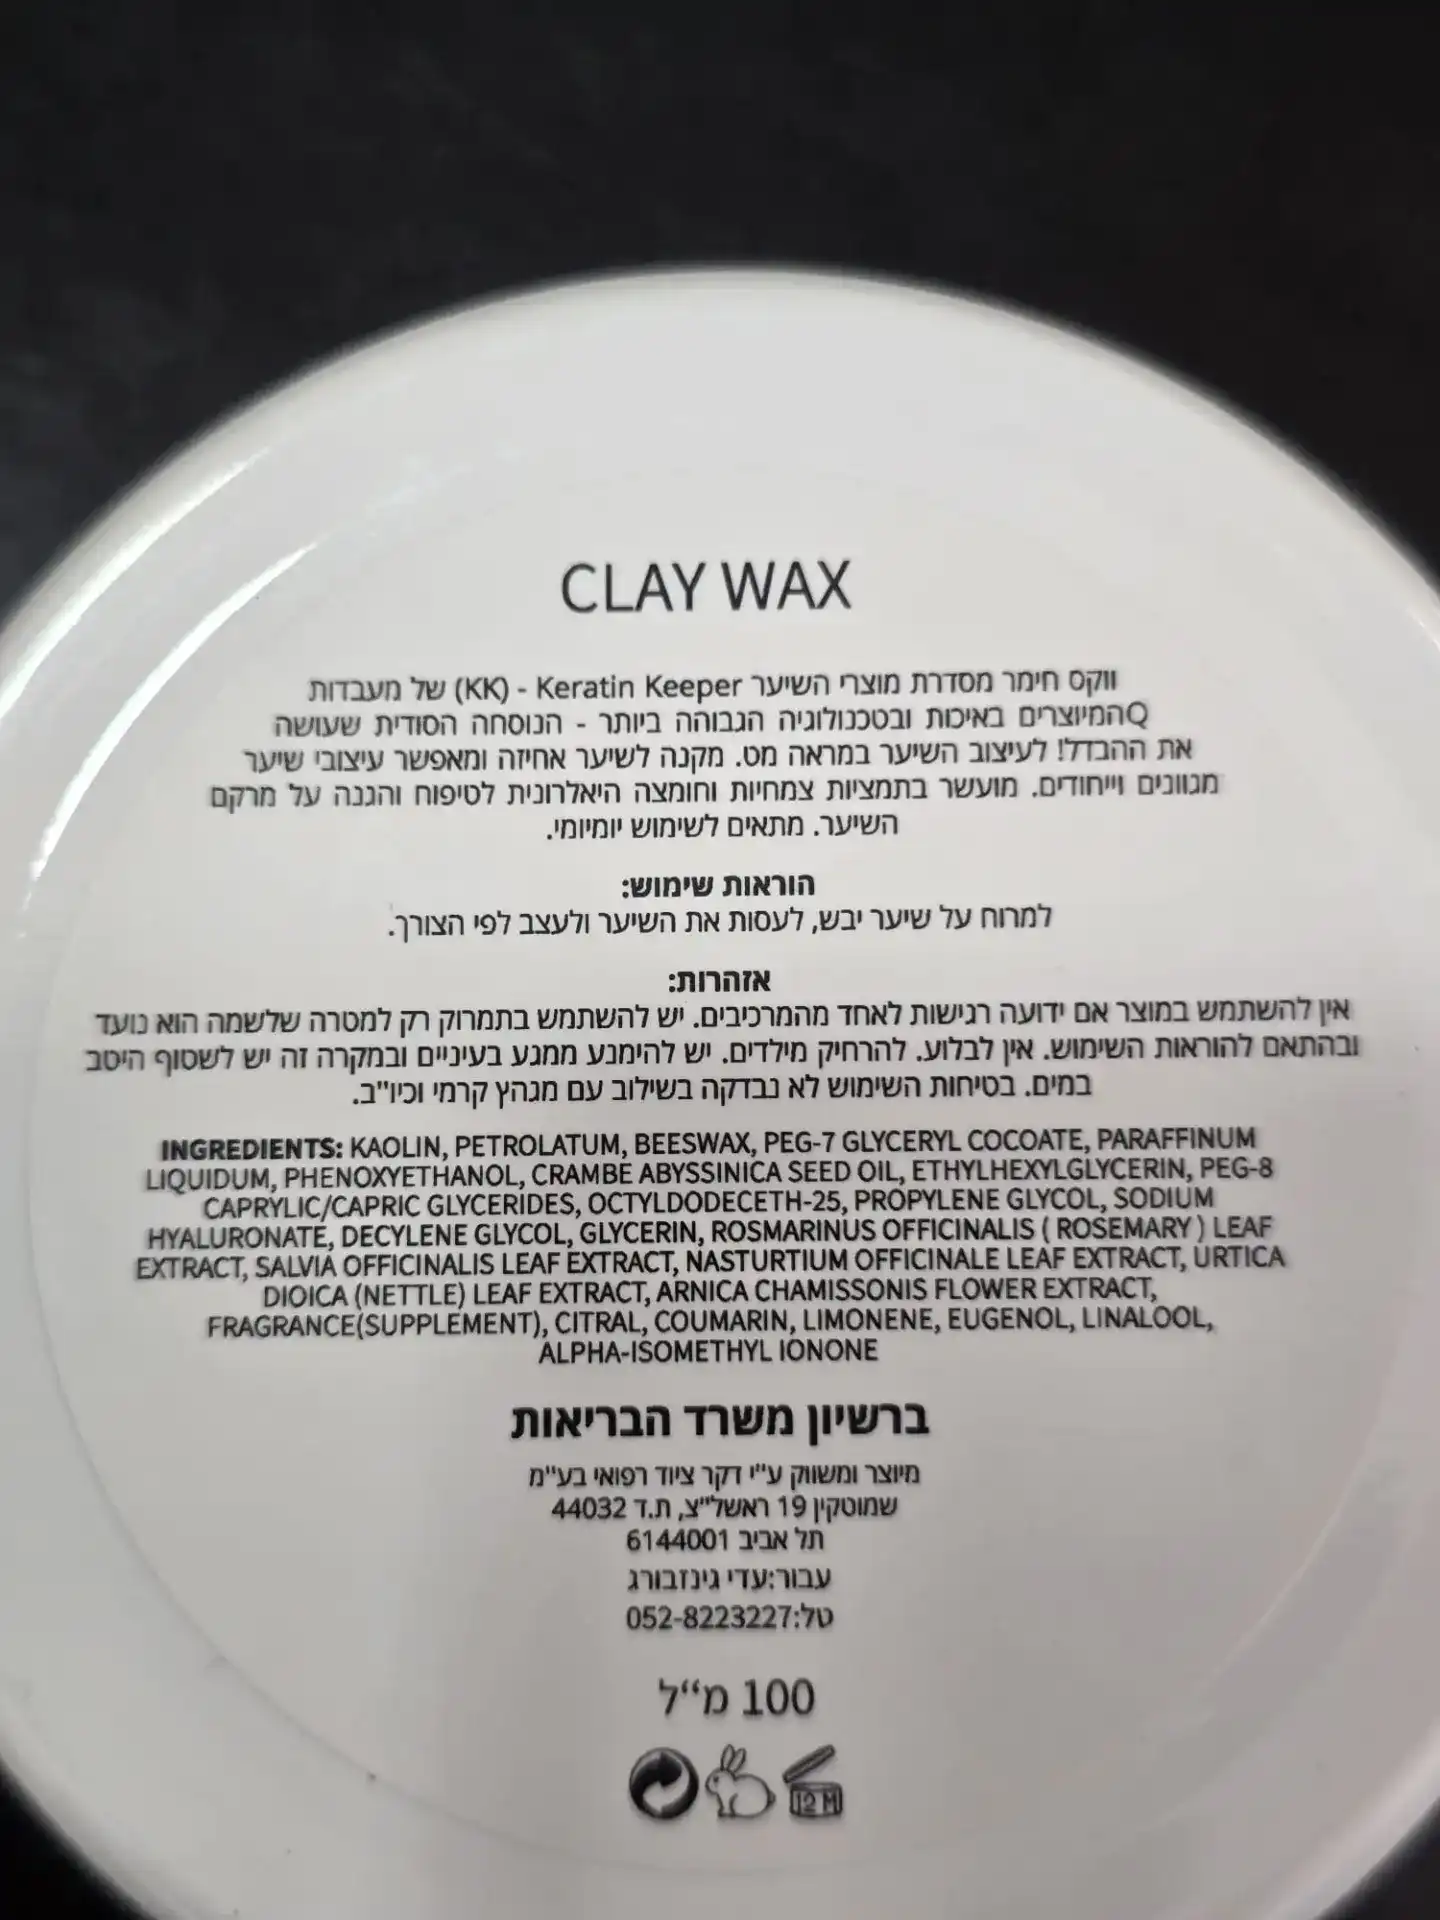 CLAY WAX
ווקס חימר מסדרת מוצרי השיער Keratin Keeper - (KK) של מעבדות
Qהמיוצרים באיכות ובטכנולוגיה הגבוהה ביותר - הנוסחה הסודית שעושה
את ההבדל! לעיצוב השיער במראה מט. מקנה לשיער אחיזה ומאפשר עיצובי שיער
מגוונים וייחודים. מועשר בתמציות צמחיות וחומצה היאלרונית לטיפוח והגנה על מרקם
השיער. מתאים לשימוש יומיומי.
הוראות שימוש:
למרוח על שיער יבש, לעסות את השיער ולעצב לפי הצורך.
אזהרות:
אין להשתמש במוצר אם ידועה רגישות לאחד מהמרכיבים. יש להשתמש בתמרוק רק למטרה שלשמה הוא נועד
ובהתאם להוראות השימוש. אין לבלוע. להרחיק מילדים. יש להימנע ממגע בעיניים ובמקרה זה יש לשטוף היטב
במים. בטיחות השימוש לא נבדקה בשילוב עם מגהץ קרמי וכיו"ב.
INGREDIENTS: KAOLIN, PETROLATUM, BEESWAX, PEG-7 GLYCERYL COCOATE, PARAFFINUM
LIQUIDUM, PHENOXYETHANOL, CRAMBE ABYSSINICA SEED OIL, ETHYLHEXYLGLYCERIN, PEG-8
CAPRYLIC/CAPRIC GLYCERIDES, OCTYLDODECETH-25, PROPYLENE GLYCOL, SODIUM
HYALURONATE, DECYLENE GLYCOL, GLYCERIN, ROSMARINUS OFFICINALIS ( ROSEMARY ) LEAF
EXTRACT, SALVIA OFFICINALIS LEAF EXTRACT, NASTURTIUM OFFICINALE LEAF EXTRACT, URTICA
DIOICA (NETTLE) LEAF EXTRACT, ARNICA CHAMISSONIS FLOWER EXTRACT,
FRAGRANCE(SUPPLEMENT), CITRAL, COUMARIN, LIMONENE, EUGENOL, LINALOOL,
ALPHA-ISOMETHYL IONONE
ברשיון משרד הבריאות
מיוצר ומשווק ע"י דקר ציוד רפואי בע"מ
שמוטקין 19 ראשל"צ, ת.ד 44032
תל אביב 6144001
עבור:עדי גינזבורג
טל:052-8223227
100 מ"ל
12 M